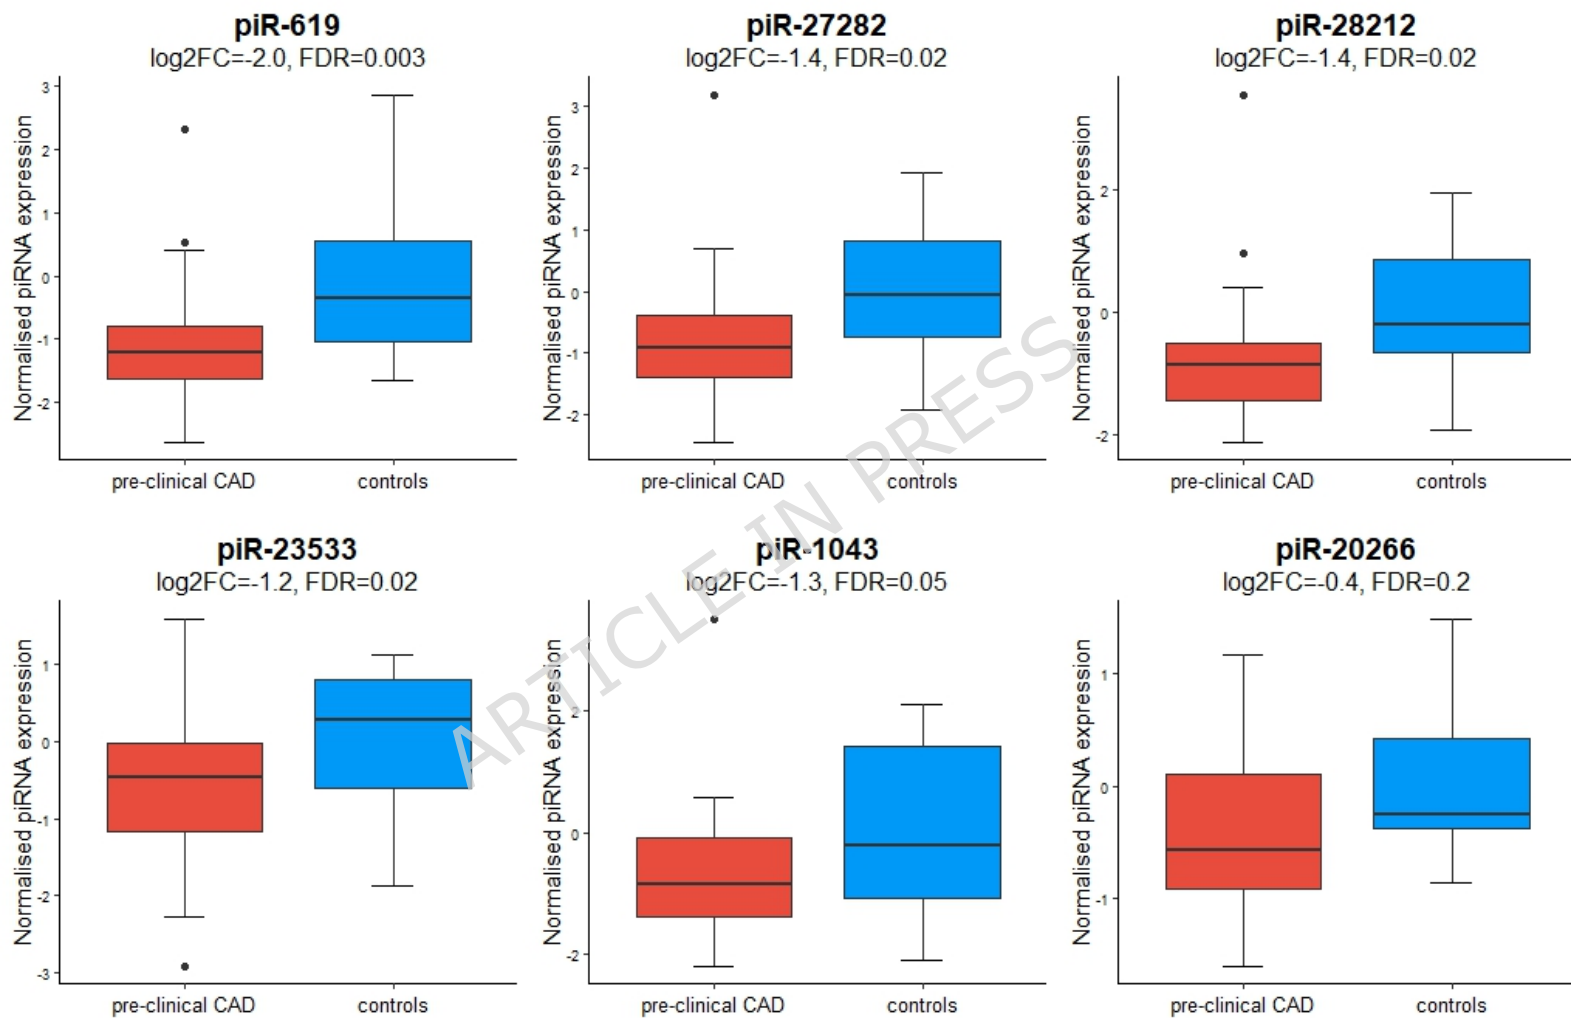 piR-619
log2FC=-2.0, FDR=0.003
Normalised piRNA expression
3
2
1
0
-1
-2
pre-clinical CAD
controls
piR-27282
log2FC=-1.4, FDR=0.02
Normalised piRNA expression
3
2
1
0
-1
-2
pre-clinical CAD
controls
piR-28212
log2FC=-1.4, FDR=0.02
Normalised piRNA expression
2
0
-2
pre-clinical CAD
controls
piR-23533
log2FC=-1.2, FDR=0.02
Normalised piRNA expression
1
0
-1
-2
-3
pre-clinical CAD
controls
piR-1043
log2FC=-1.3, FDR=0.05
Normalised piRNA expression
2
0
-2
pre-clinical CAD
controls
piR-20266
log2FC=-0.4, FDR=0.2
Normalised piRNA expression
1
0
-1
pre-clinical CAD
controls
ARTICLE IN PRESS